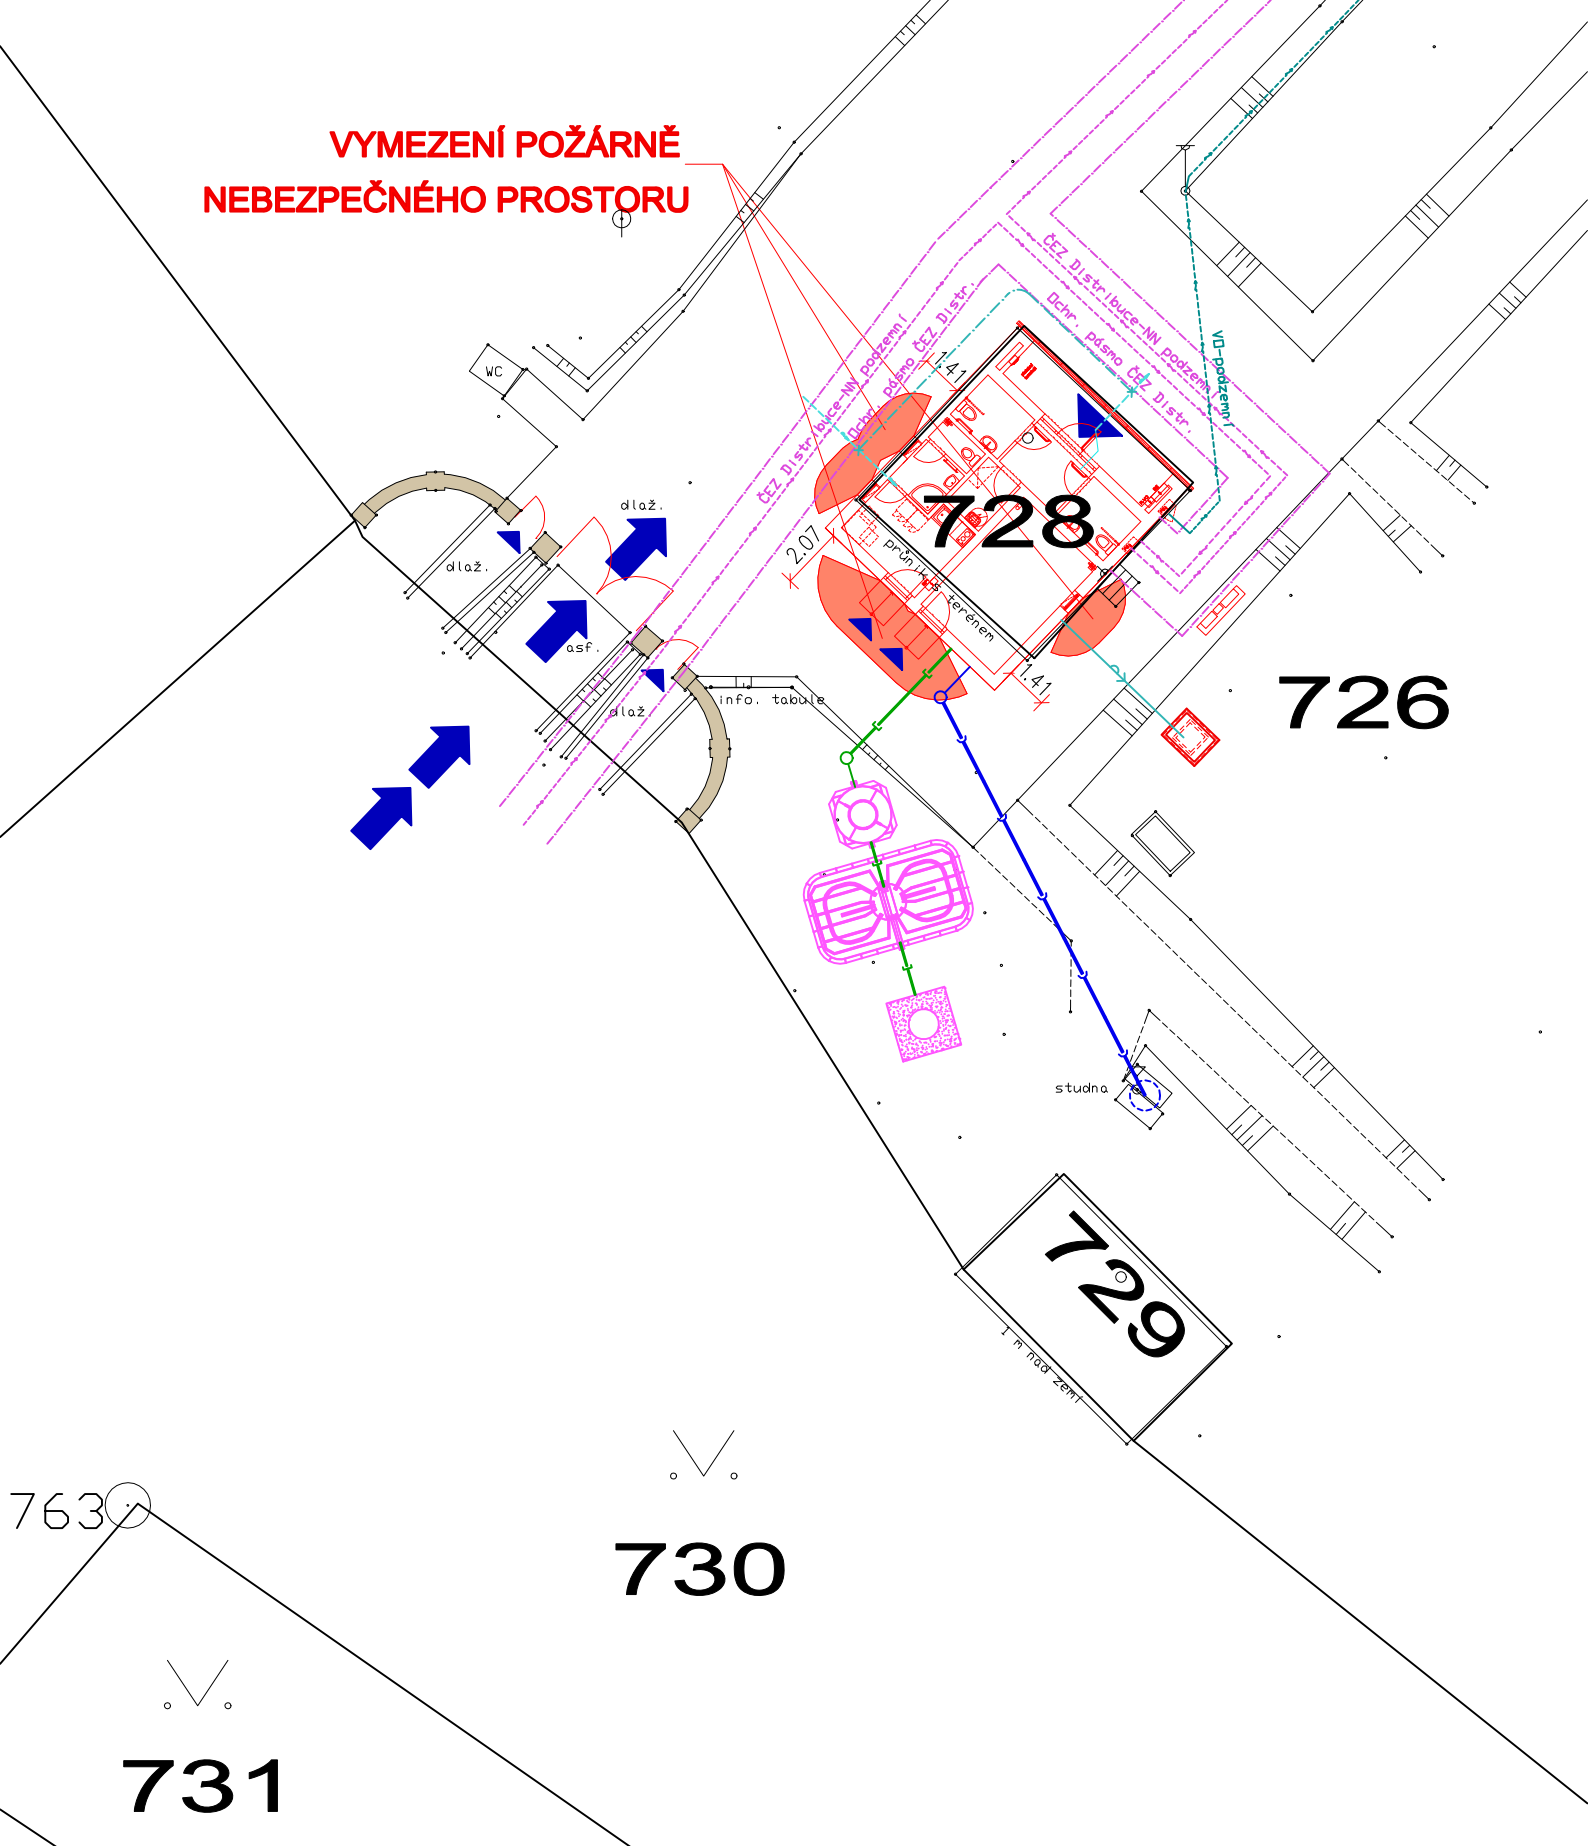 VYMEZENÍ POŽÁRNĚ
NEBEZPEČNÉHO PROSTORU
ČEZ Distribuce-NN podzemní
Ochr. pásmo ČEZ Distr.
ČEZ Distribuce-NN podzemní
Ochr. pásmo ČEZ Distr.
VO-podzemní
1.41
WC
dlaž.
728
2.07
průnik s terénem
dlaž.
asf.
1.41
dlaž.
info. tabule
726
studna
729
1 m nad zemí
763
730
731